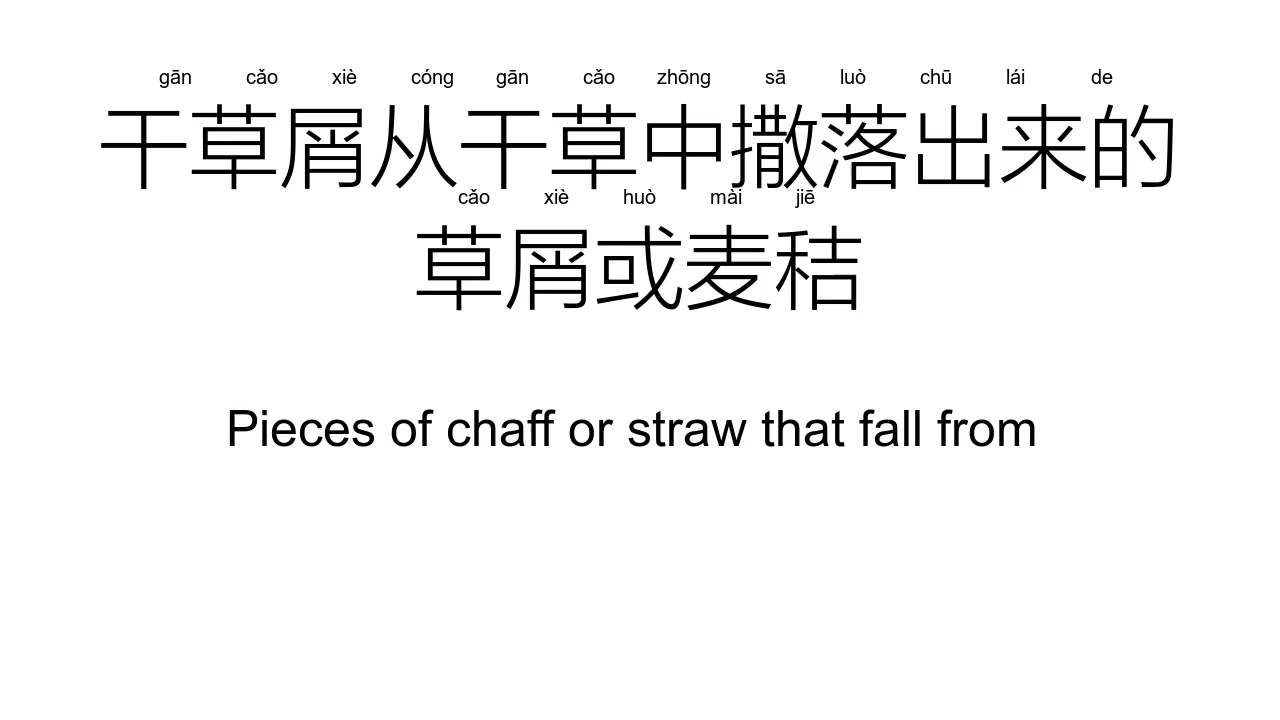 gān cǎo xiè cóng gān cǎo zhōng sā luò chū lái de
干草屑从干草中撒落出来的
cǎo xiè huò mài jiē
草屑或麦秸
Pieces of chaff or straw that fall from